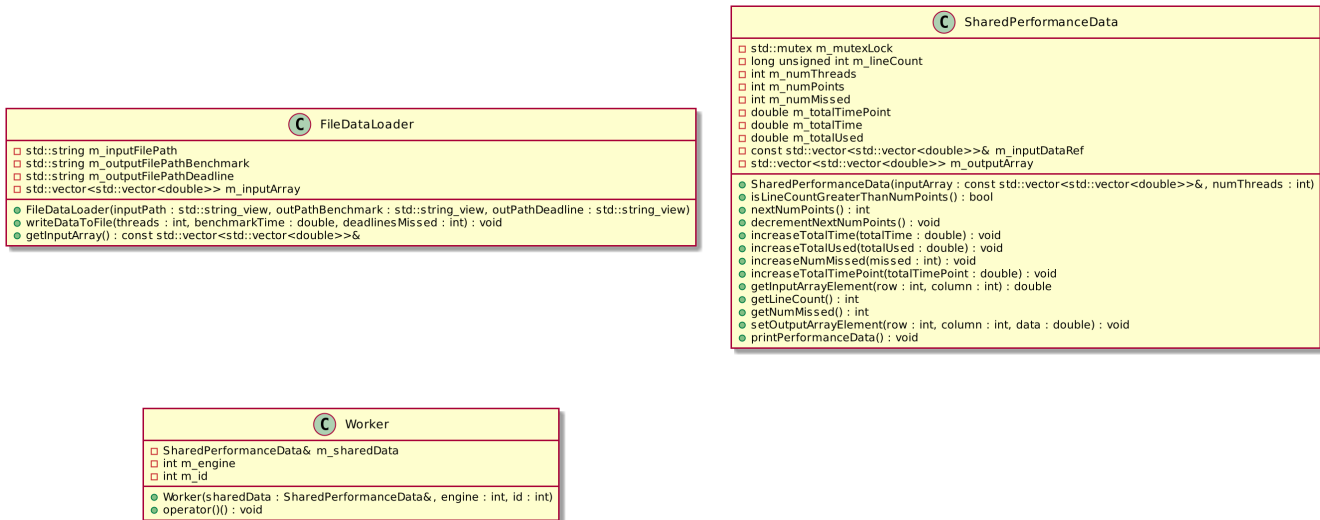 C FileDataLoader
std::string m_inputFilePath
std::string m_outputFilePathBenchmark
std::string m_outputFilePathDeadline
std::vector<std::vector<double>> m_inputArray
FileDataLoader(inputPath : std::string_view, outPathBenchmark : std::string_view, outPathDeadline : std::string_view)
writeDataToFile(threads : int, benchmarkTime : double, deadlinesMissed : int) : void
getInputArray() : const std::vector<std::vector<double>>&
C SharedPerformanceData
std::mutex m_mutexLock
long unsigned int m_lineCount
int m_numThreads
int m_numPoints
int m_numMissed
double m_totalTimePoint
double m_totalTime
double m_totalUsed
const std::vector<std::vector<double>>& m_inputDataRef
std::vector<std::vector<double>> m_outputArray
SharedPerformanceData(inputArray : const std::vector<std::vector<double>>&, numThreads : int)
isLineCountGreaterThanNumPoints() : bool
nextNumPoints() : int
decrementNextNumPoints() : void
increaseTotalTime(totalTime : double) : void
increaseTotalUsed(totalUsed : double) : void
increaseNumMissed(missed : int) : void
increaseTotalTimePoint(totalTimePoint : double) : void
getInputArrayElement(row : int, column : int) : double
getLineCount() : int
getNumMissed() : int
setOutputArrayElement(row : int, column : int, data : double) : void
printPerformanceData() : void
C Worker
SharedPerformanceData& m_sharedData
int m_engine
int m_id
Worker(sharedData : SharedPerformanceData&, engine : int, id : int)
operator()() : void